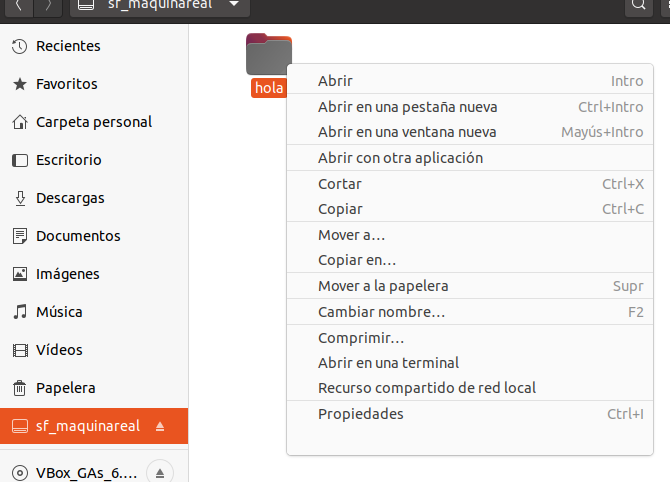 sf_maquinareal
Recientes
Favoritos
Carpeta personal
Escritorio
Descargas
Documentos
Imágenes
Música
Vídeos
Papelera
sf_maquinareal
VBox_GAs_6....
hola
Abrir Intro
Abrir en una pestaña nueva Ctrl+Intro
Abrir en una ventana nueva Mayús+Intro
Abrir con otra aplicación
Cortar Ctrl+X
Copiar Ctrl+C
Mover a...
Copiar en...
Mover a la papelera Supr
Cambiar nombre... F2
Comprimir...
Abrir en una terminal
Recurso compartido de red local
Propiedades Ctrl+I